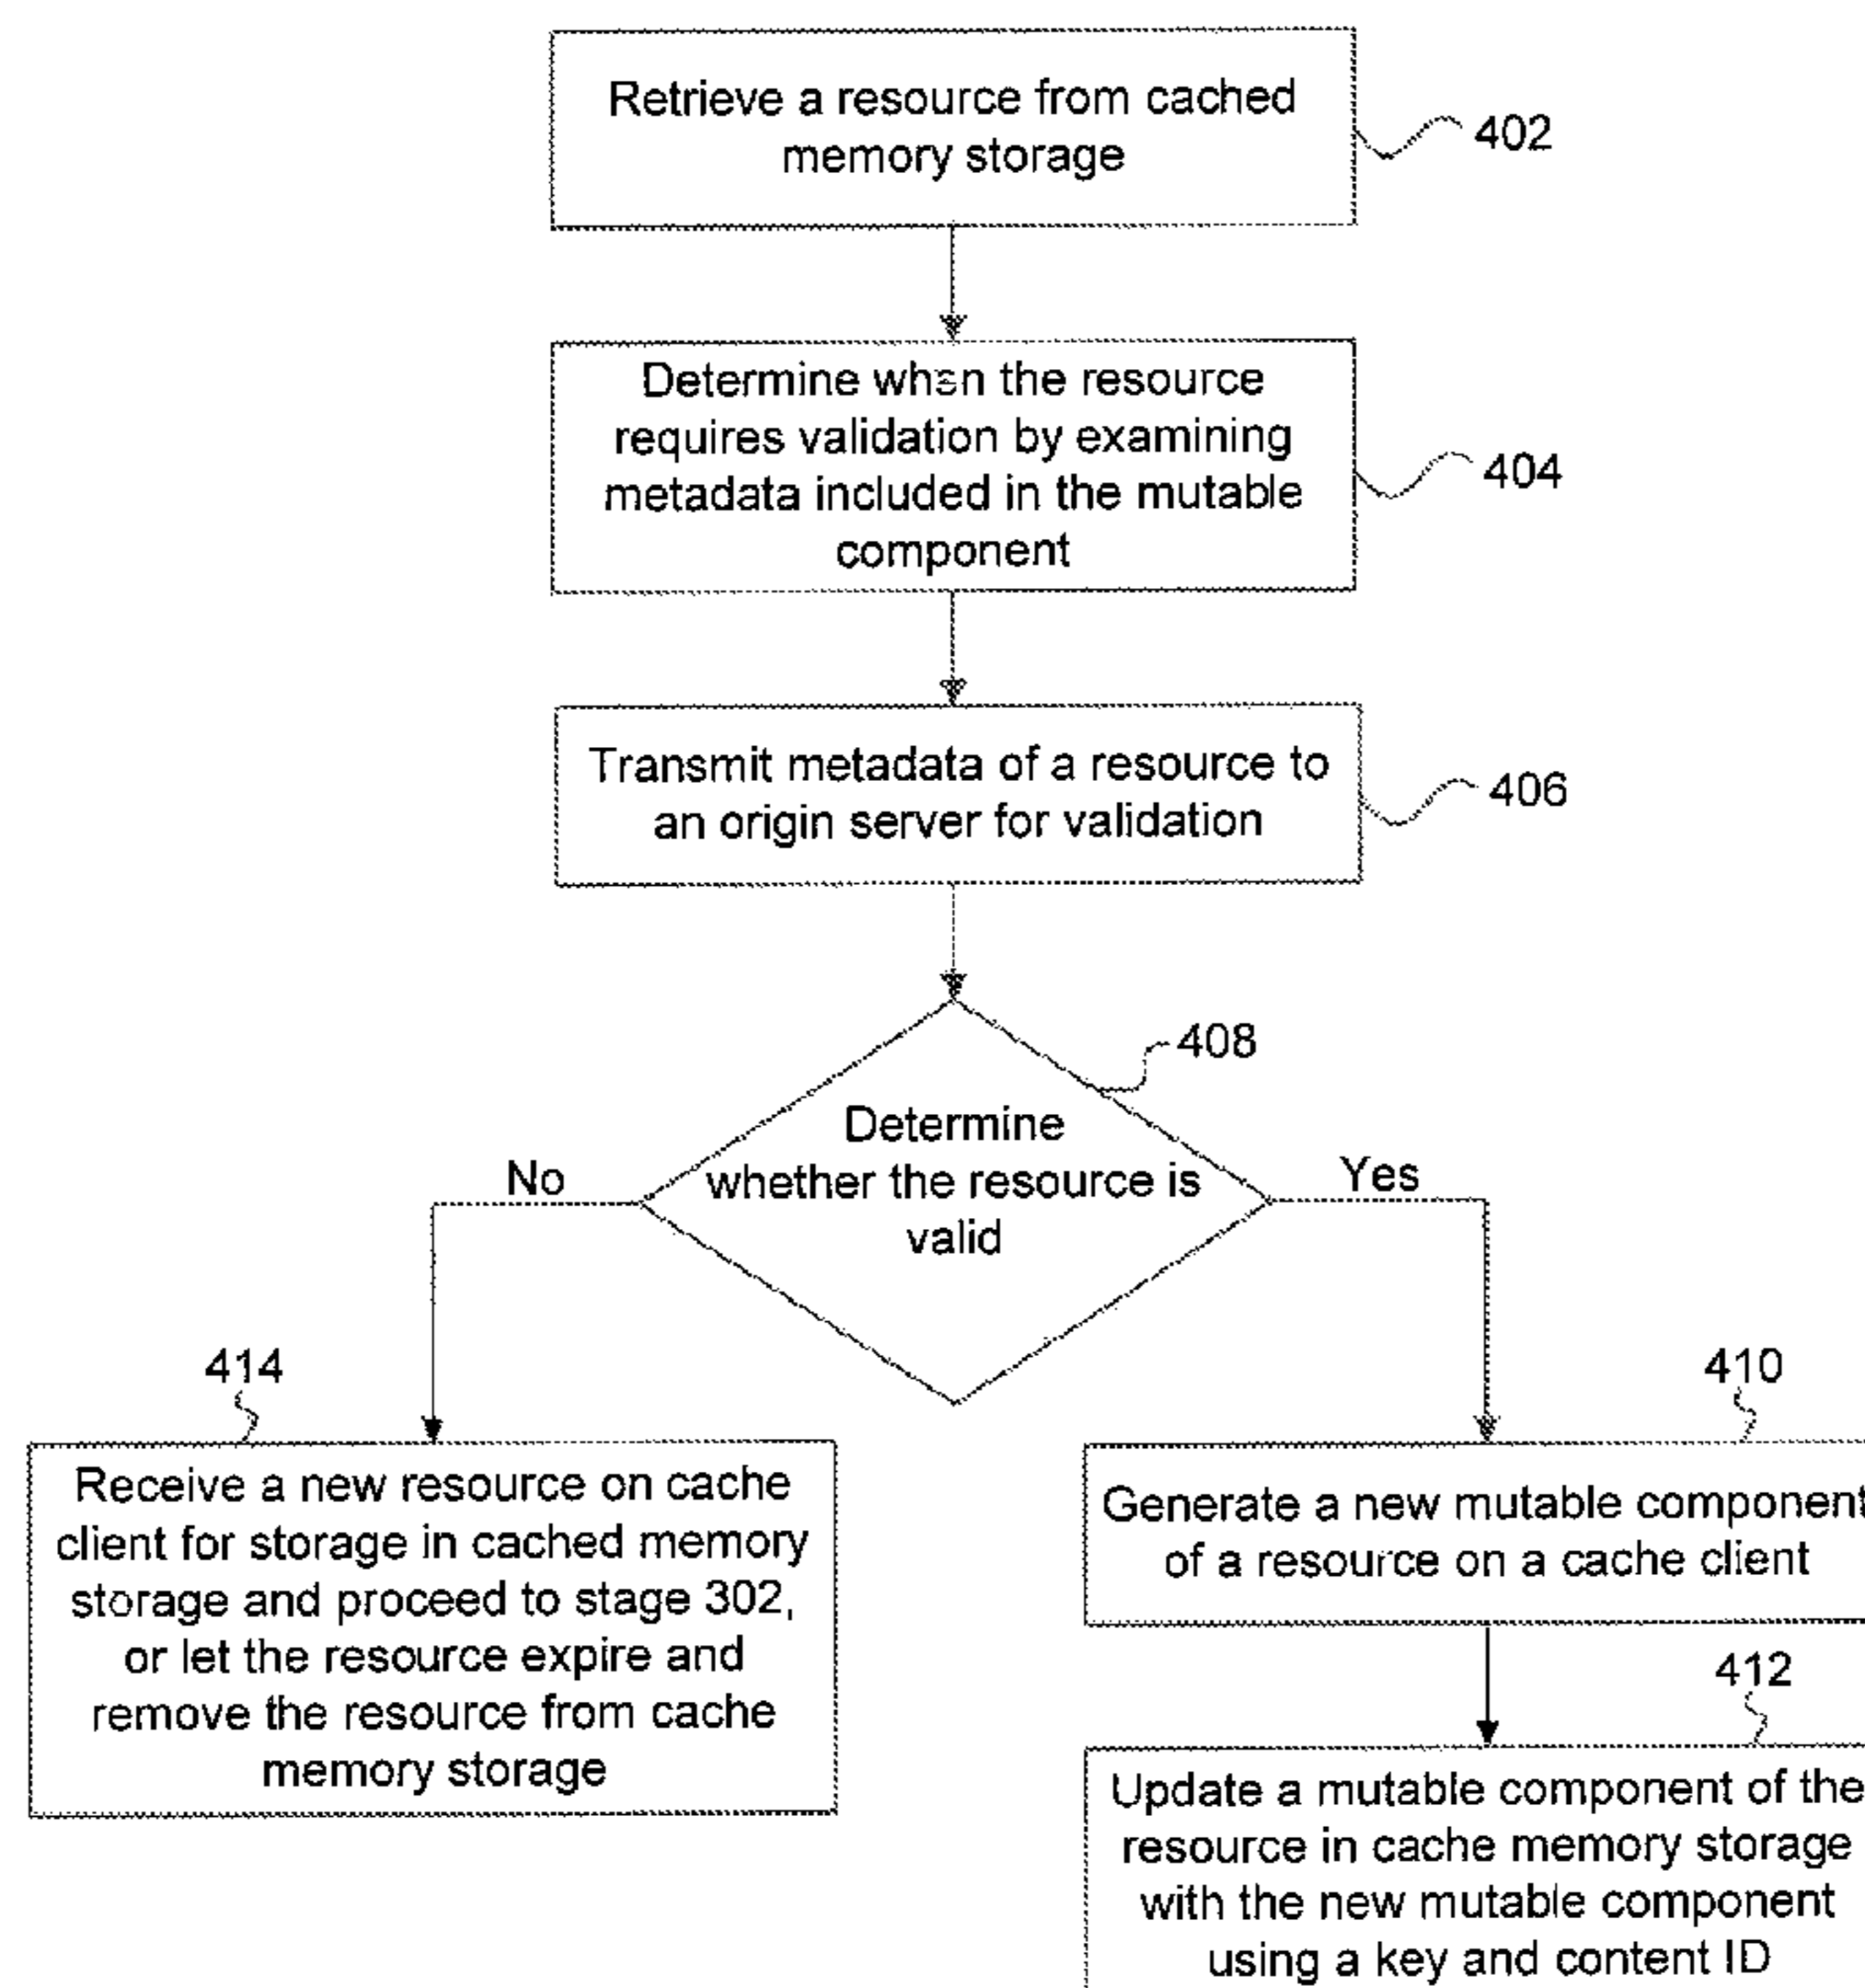 Retrieve a resource from cached
memory storage
402
Determine when the resource
requires validation by examining
metadata included in the mutable
component
404
Transmit metadata of a resource to
an origin server for validation
406
408
Determine
whether the resource is
valid
No
Yes
414
Receive a new resource on cache
client for storage in cached memory
storage and proceed to stage 302,
or let the resource expire and
remove the resource from cache
memory storage
410
Generate a new mutable component
of a resource on a cache client
412
Update a mutable component of the
resource in cache memory storage
with the new mutable component
using a key and content ID